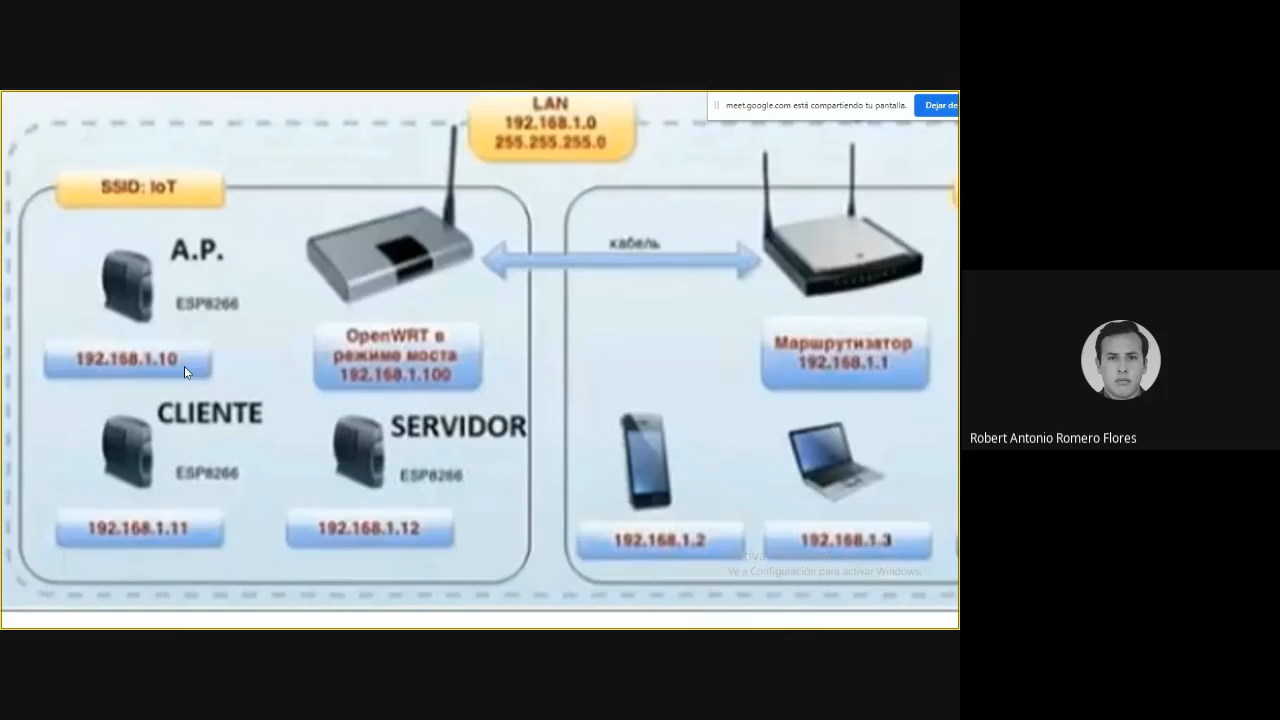 LAN
192.168.1.0
255.255.255.0
meet.google.com está compartiendo tu pantalla.
Dejar de
SSID: IoT
A.P.
ESP8266
192.168.1.10
кабель
OpenWRT в
режиме моста
192.168.1.100
Маршрутизатор
192.168.1.1
CLIENTE
ESP8266
192.168.1.11
SERVIDOR
ESP8266
192.168.1.12
192.168.1.2
192.168.1.3
Ve a Configuración para activar Windows.
Robert Antonio Romero Flores